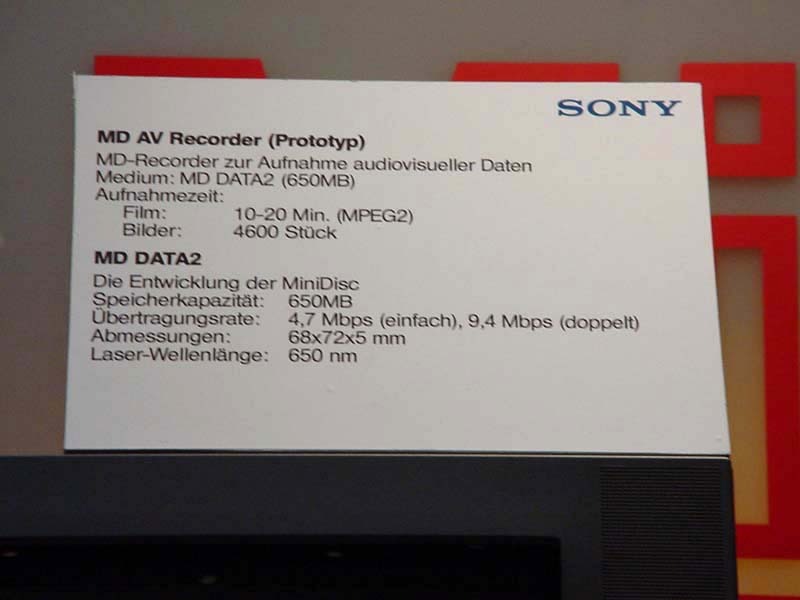 SONY
MD AV Recorder (Prototyp)
MD-Recorder zur Aufnahme audiovisueller Daten
Medium: MD DATA2 (650MB)
Aufnahmezeit:
Film: 10-20 Min. (MPEG2)
Bilder: 4600 Stück
MD DATA2
Die Entwicklung der MiniDisc
Speicherkapazität: 650MB
Übertragungsrate: 4,7 Mbps (einfach), 9,4 Mbps (doppelt)
Abmessungen: 68x72x5 mm
Laser-Wellenlänge: 650 nm